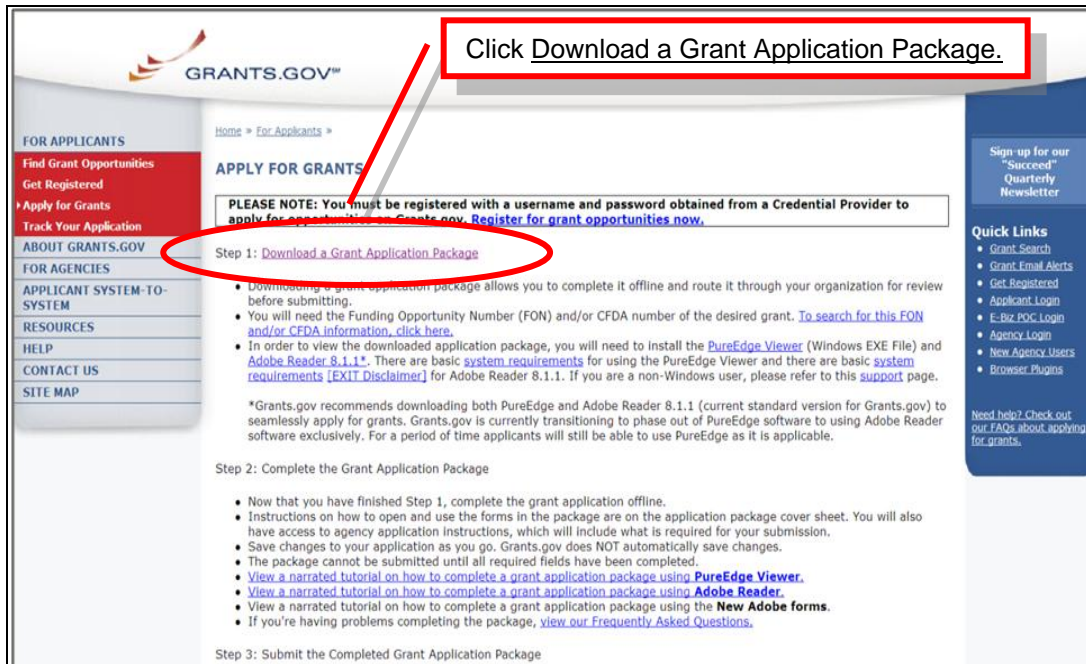 Click Download a Grant Application Package.
GRANTS.GOV℠
FOR APPLICANTS
Find Grant Opportunities
Get Registered
Apply for Grants
Track Your Application
ABOUT GRANTS.GOV
FOR AGENCIES
APPLICANT SYSTEM-TO-
SYSTEM
RESOURCES
HELP
CONTACT US
SITE MAP
Home » For Applicants »
APPLY FOR GRANTS
PLEASE NOTE: You must be registered with a username and password obtained from a Credential Provider to
apply for opportunities on Grants.gov. Register for grant opportunities now.
Step 1: Download a Grant Application Package
• Downloading a grant application package allows you to complete it offline and route it through your organization for review
before submitting.
• You will need the Funding Opportunity Number (FON) and/or CFDA number of the desired grant. To search for this FON
and/or CFDA information, click here.
• In order to view the downloaded application package, you will need to install the PureEdge Viewer (Windows EXE File) and
Adobe Reader 8.1.1*. There are basic system requirements for using the PureEdge Viewer and there are basic system
requirements [EXIT Disclaimer] for Adobe Reader 8.1.1. If you are a non-Windows user, please refer to this support page.
*Grants.gov recommends downloading both PureEdge and Adobe Reader 8.1.1 (current standard version for Grants.gov) to
seamlessly apply for grants. Grants.gov is currently transitioning to phase out of PureEdge software to using Adobe Reader
software exclusively. For a period of time applicants will still be able to use PureEdge as it is applicable.
Step 2: Complete the Grant Application Package
• Now that you have finished Step 1, complete the grant application offline.
• Instructions on how to open and use the forms in the package are on the application package cover sheet. You will also
have access to agency application instructions, which will include what is required for your submission.
• Save changes to your application as you go. Grants.gov does NOT automatically save changes.
• The package cannot be submitted until all required fields have been completed.
• View a narrated tutorial on how to complete a grant application package using PureEdge Viewer.
• View a narrated tutorial on how to complete a grant application package using Adobe Reader.
• View a narrated tutorial on how to complete a grant application package using the New Adobe forms.
• If you're having problems completing the package, view our Frequently Asked Questions.
Step 3: Submit the Completed Grant Application Package
Sign-up for our
"Succeed"
Quarterly
Newsletter
Quick Links
• Grant Search
• Grant Email Alerts
• Get Registered
• Applicant Login
• E-Biz POC Login
• Agency Login
• New Agency Users
• Browser Plugins
Need help? Check out
our FAQs about applying
for grants.